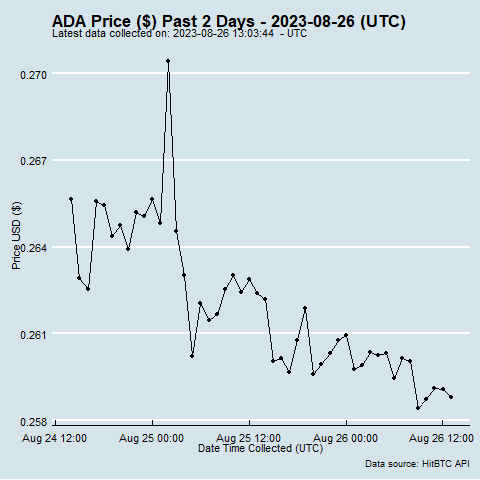 ADA Price ($) Past 2 Days - 2023-08-26 (UTC)
Latest data collected on: 2023-08-26 13:03:44 - UTC
0.270
0.267
0.264
0.261
0.258
Price USD ($)
Aug 24 12:00 Aug 25 00:00 Aug 25 12:00 Aug 26 00:00 Aug 26 12:00
Date Time Collected (UTC)
Data source: HitBTC API